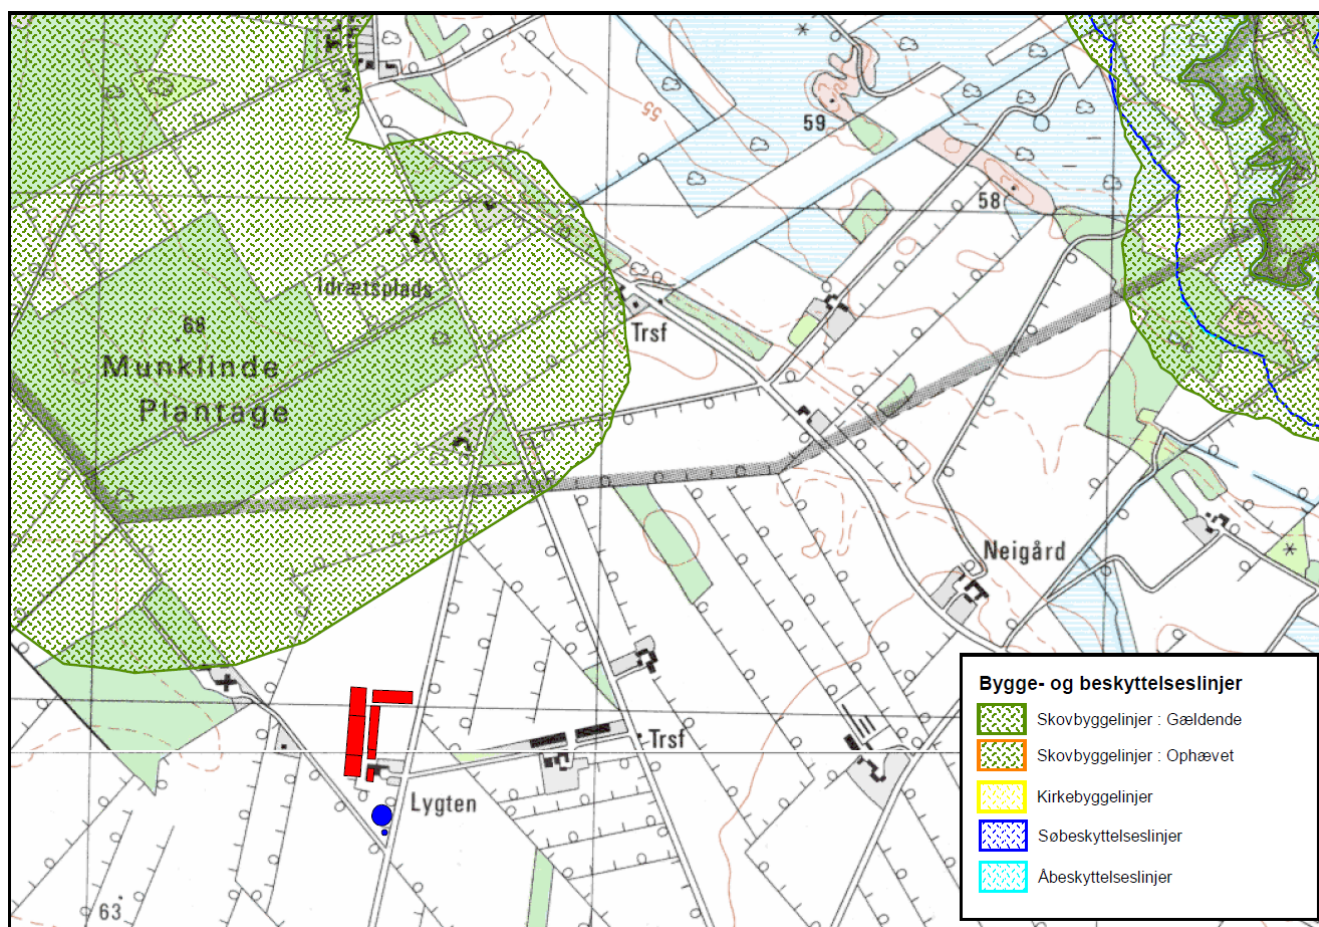 55
59
58
Idrætsplads
68
Munklinde
Plantage
Trsf
Neigård
Trsf
Lygten
63
Bygge- og beskyttelseslinjer
Skovbyggelinjer : Gældende
Skovbyggelinjer : Ophævet
Kirkebyggelinjer
Søbeskyttelseslinjer
Åbeskyttelseslinjer